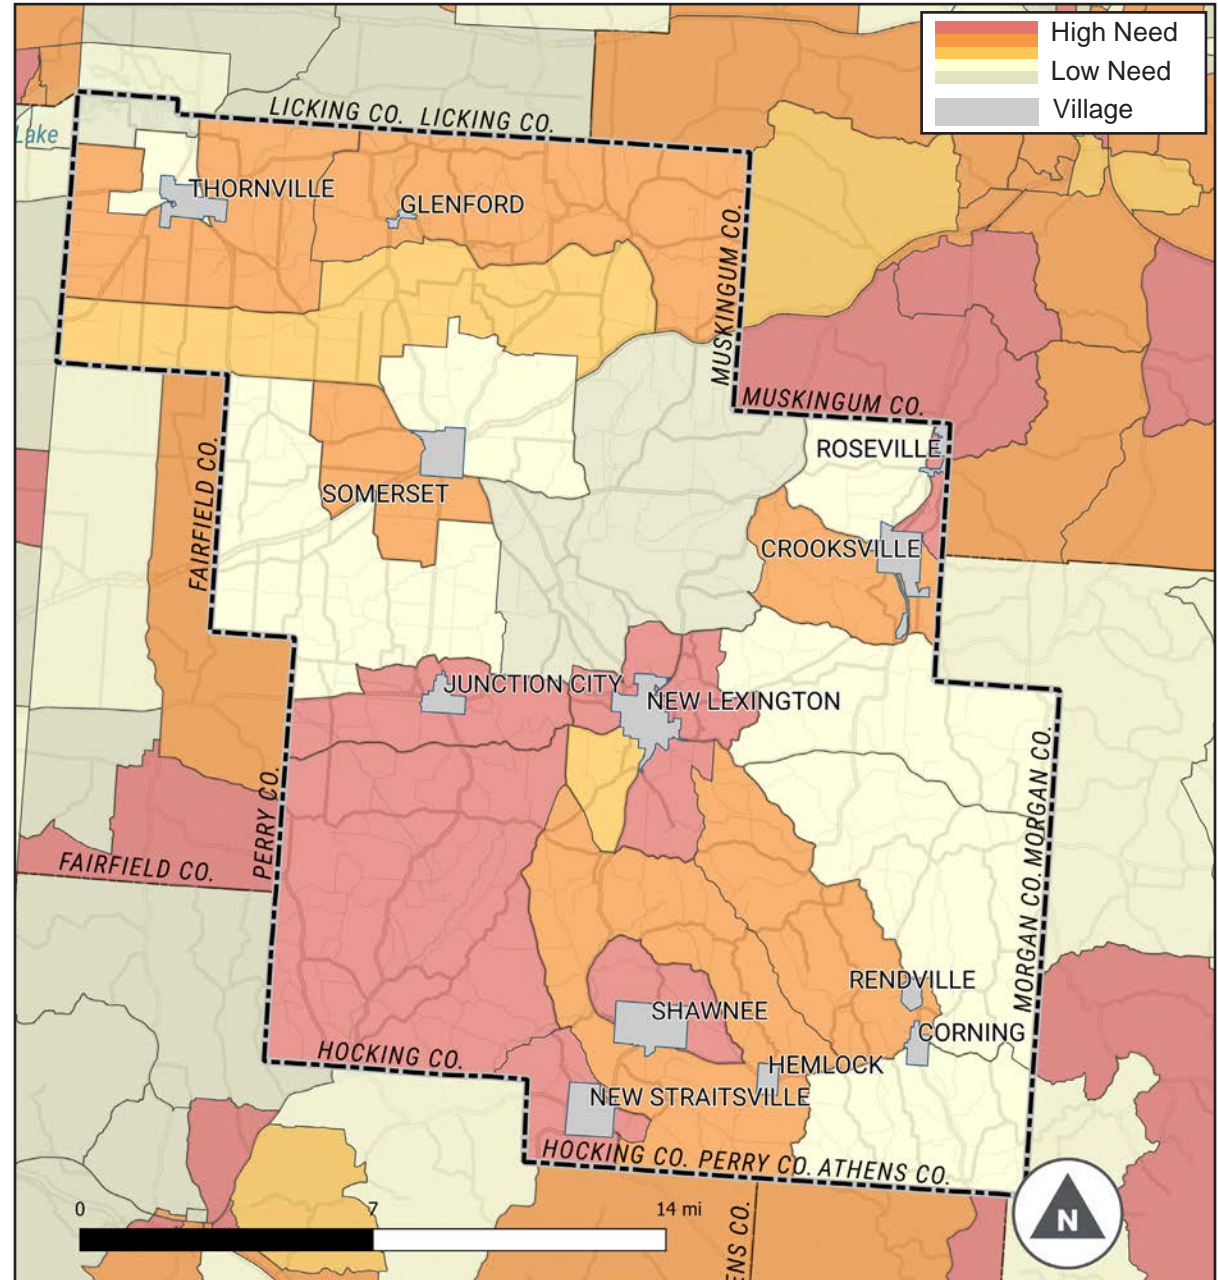 High Need
Low Need
Village
LICKING CO. LICKING CO.
Lake
THORNVILLE
GLENFORD
MUSKINGUM CO.
MUSKINGUM CO.
ROSEVILLE
FAIRFIELD CO.
SOMERSET
CROOKSVILLE
JUNCTION CITY
NEW LEXINGTON
PERRY CO.
FAIRFIELD CO.
MORGAN CO. MORGAN CO.
RENDVILLE
SHAWNEE
CORNING
HOCKING CO.
HEMLOCK
NEW STRAITSVILLE
HOCKING CO. PERRY CO. ATHENS CO.
0 7 14 mi
N
ENS CO.